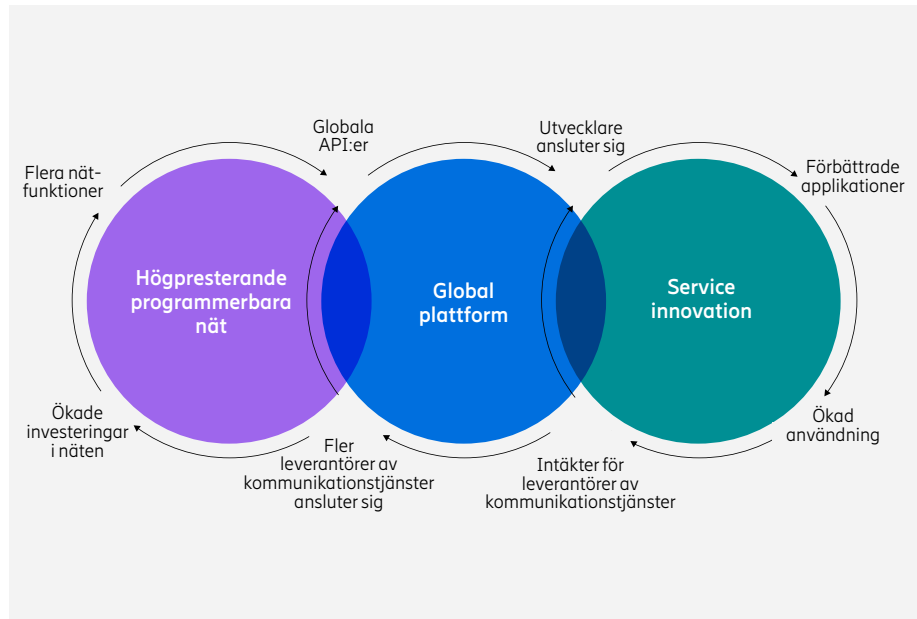 Globala
API:er
Utvecklare
ansluter sig
Flera nät-
funktioner
Förbättrade
applikationer
Högpresterande
programmerbara
nät
Global
plattform
Service
innovation
Ökade
investeringar
i näten
Fler
leverantörer av
kommunikationstjänster
ansluter sig
Intäkter för
leverantörer av
kommunikationstjänster
Ökad
användning